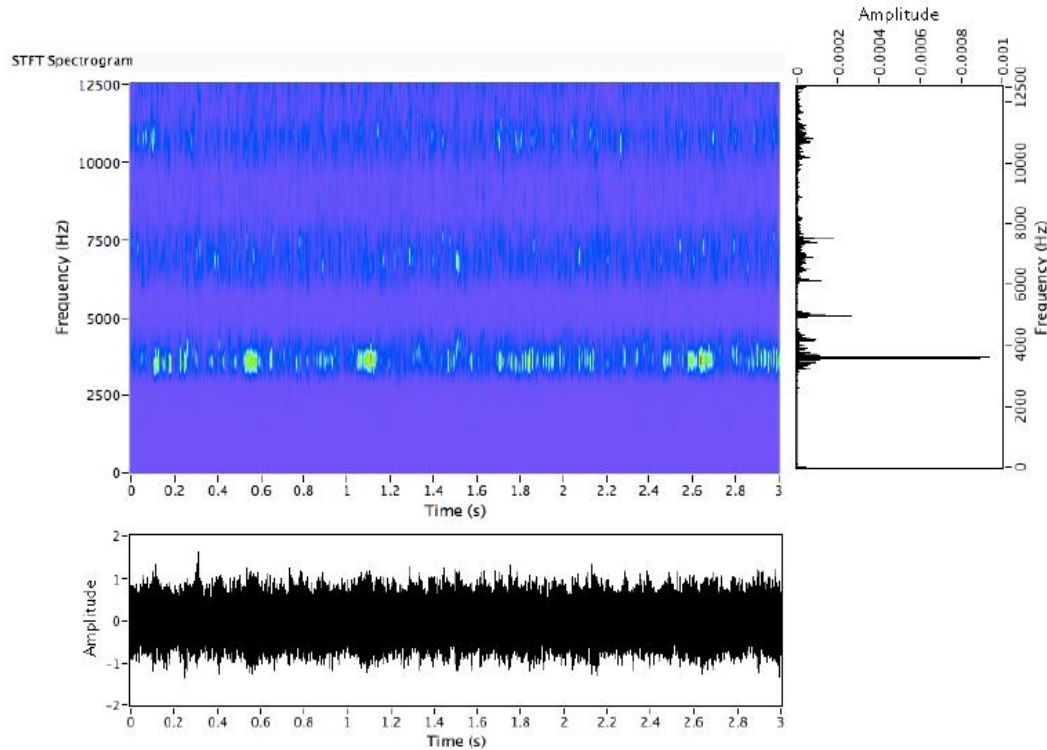 Amplitude
0 0.0002 0.0004 0.0006 0.0008 0.001
STFT Spectrogram
12500
10000
7500
5000
2500
0
Frequency (Hz)
0 0.2 0.4 0.6 0.8 1 1.2 1.4 1.6 1.8 2 2.2 2.4 2.6 2.8 3
Time (s)
12500
10000
8000
6000
4000
2000
0
Frequency (Hz)
2
1
0
-1
-2
Amplitude
0 0.2 0.4 0.6 0.8 1 1.2 1.4 1.6 1.8 2 2.2 2.4 2.6 2.8 3
Time (s)